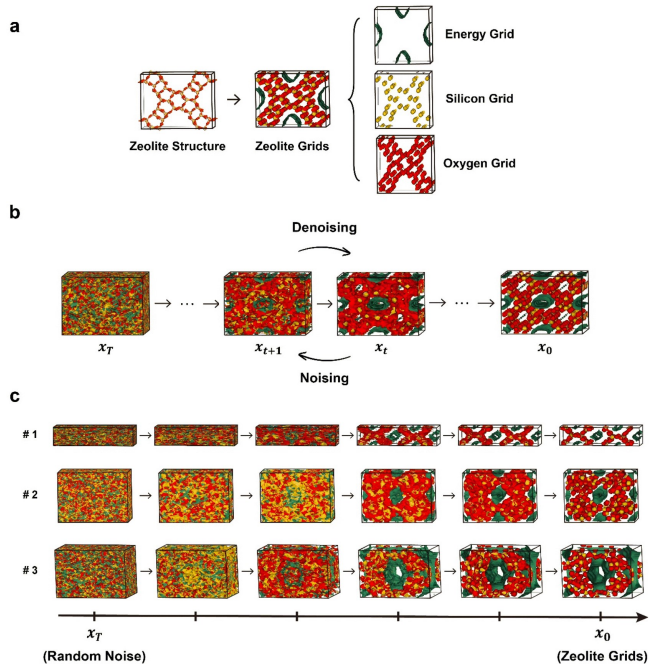 a
Energy Grid
Silicon Grid
Oxygen Grid
Zeolite Structure
Zeolite Grids
b
Denoising
x_T
x_{t+1}
x_t
x_0
Noising
c
# 1
# 2
# 3
x_T
x_0
(Random Noise)
(Zeolite Grids)